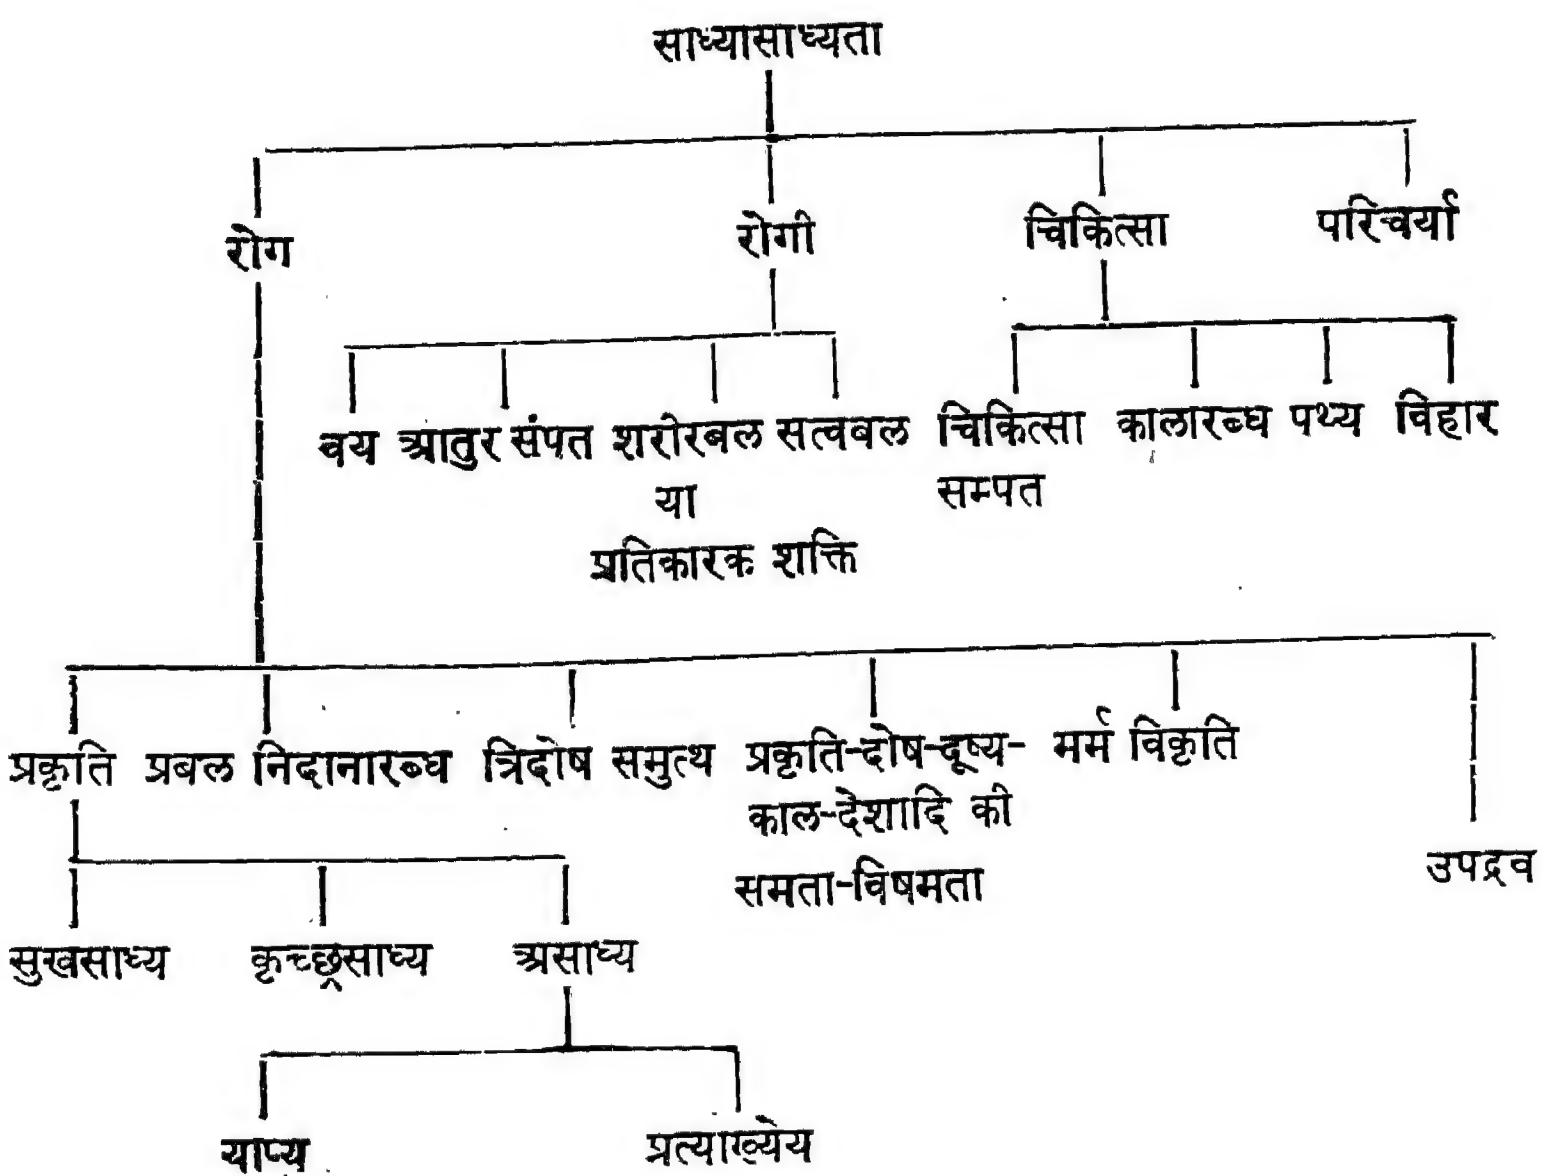 साध्यासाध्यता
रोग रोगी चिकित्सा परिचर्या
वय आतुर संपत शरीरबल सत्वबल चिकित्सा कालारब्ध पथ्य विहार
या सम्पत
प्रतिकारक शक्ति
प्रकृति प्रबल निदानारब्ध त्रिदोष समुत्थ प्रकृति-दोष-दूष्य- मर्म विकृति
काल-देशादि की
समता-विषमता उपद्रव
सुखसाध्य कृच्छ्रसाध्य असाध्य
याप्य प्रत्याख्येय